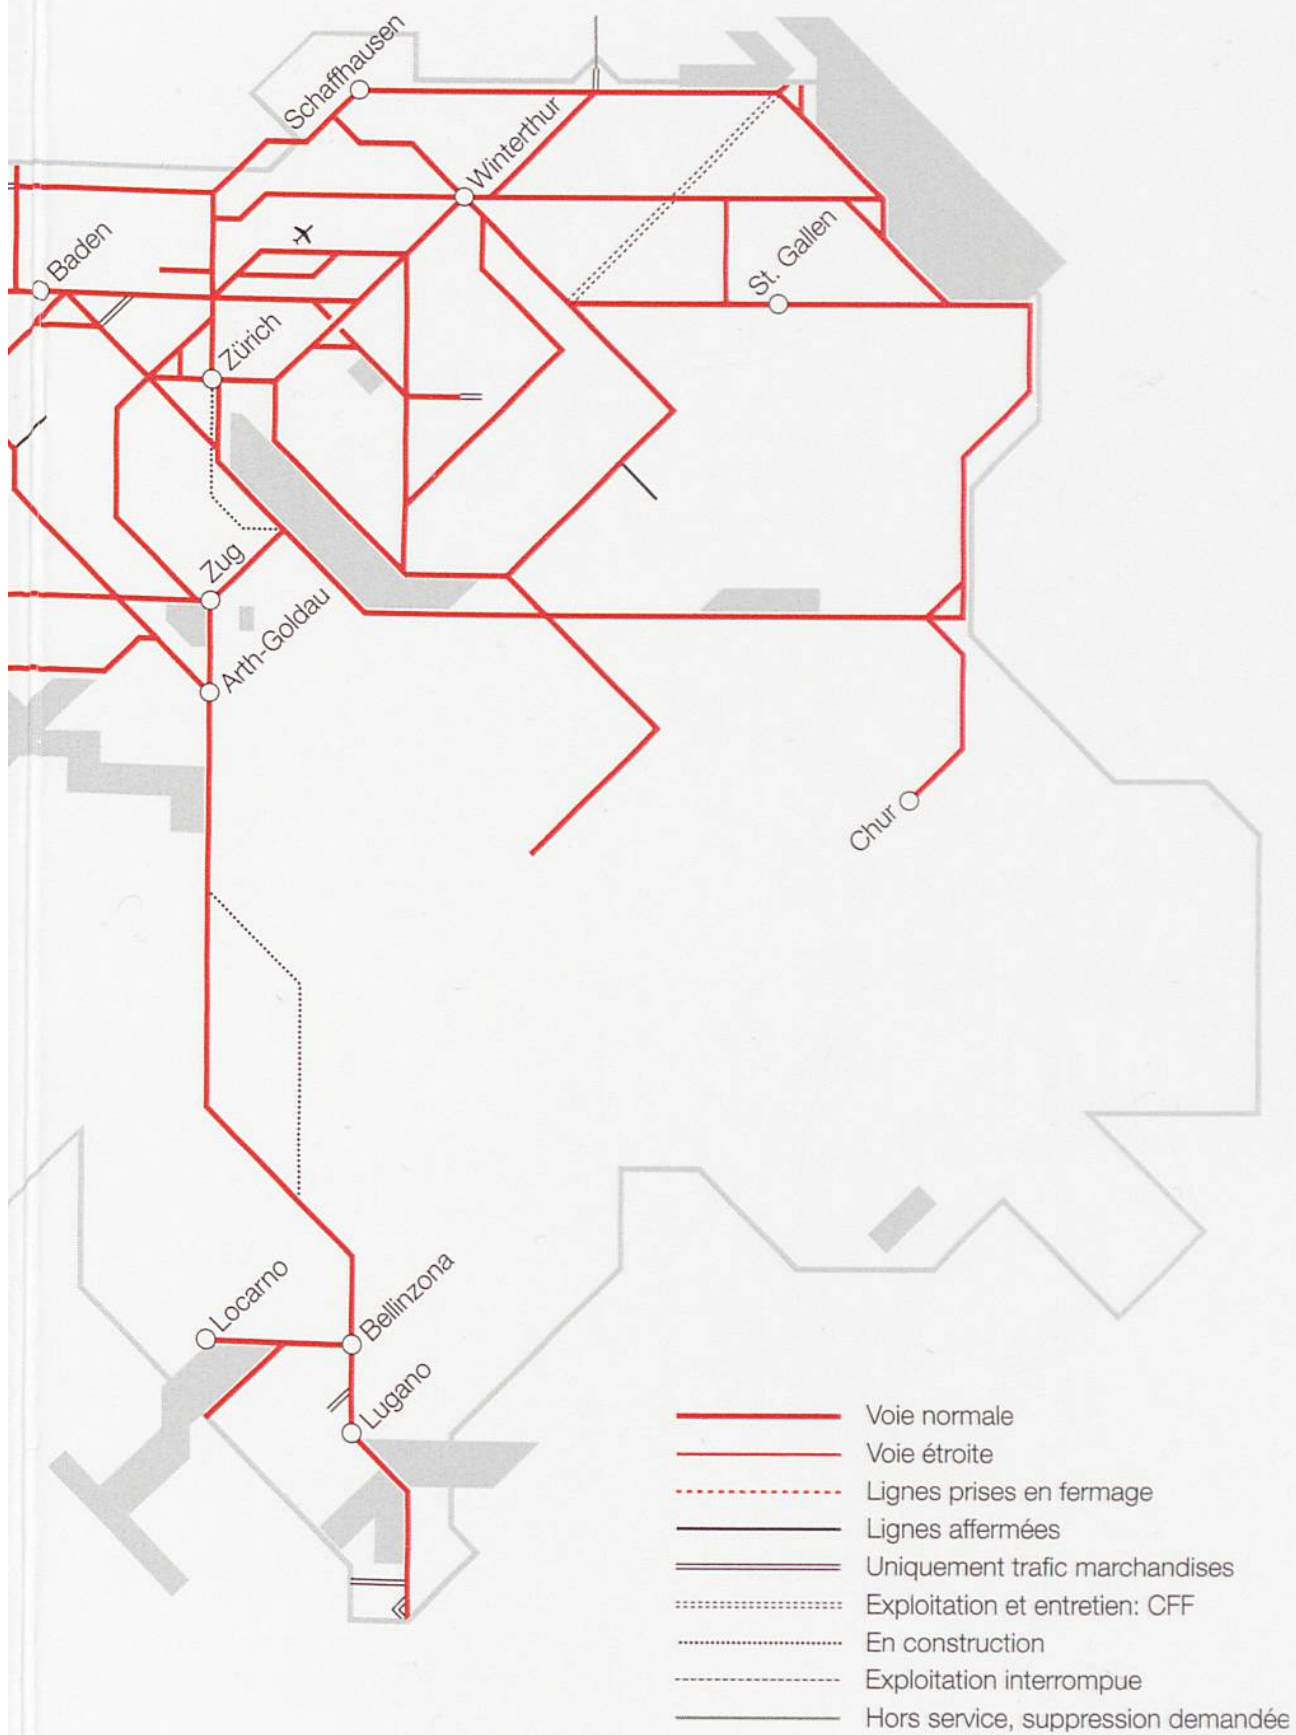 Schaffhausen
Winterthur
Baden
St. Gallen
Zürich
Zug
Arth-Goldau
Chur
Locarno
Bellinzona
Lugano
Voie normale
Voie étroite
Lignes prises en fermage
Lignes affermées
Uniquement trafic marchandises
Exploitation et entretien: CFF
En construction
Exploitation interrompue
Hors service, suppression demandée